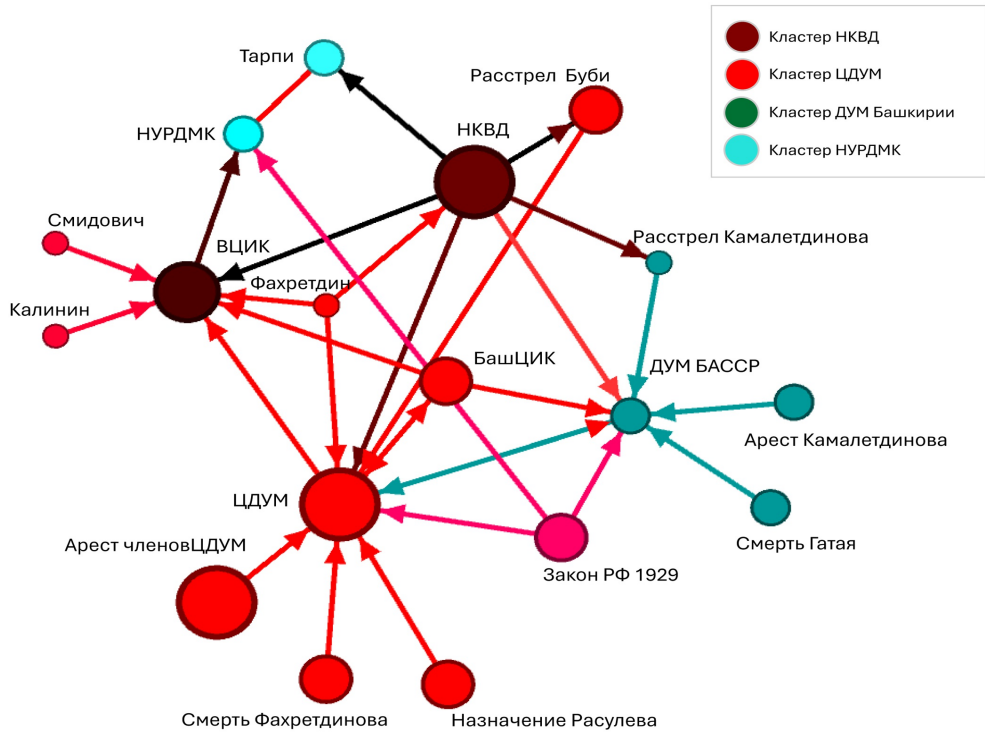 Кластер НКВД
Кластер ЦДУМ
Кластер ДУМ Башкирии
Кластер НУРДМК
Тарпи
Расстрел Буби
НУРДМК
НКВД
Смидович
ВЦИК
Расстрел Камалетдинова
Фахретдин
Калинин
БашЦИК
ДУМ БАССР
Арест Камалетдинова
ЦДУМ
Арест членовЦДУМ
Смерть Гатая
Закон РФ 1929
Смерть Фахретдинова
Назначение Расулева